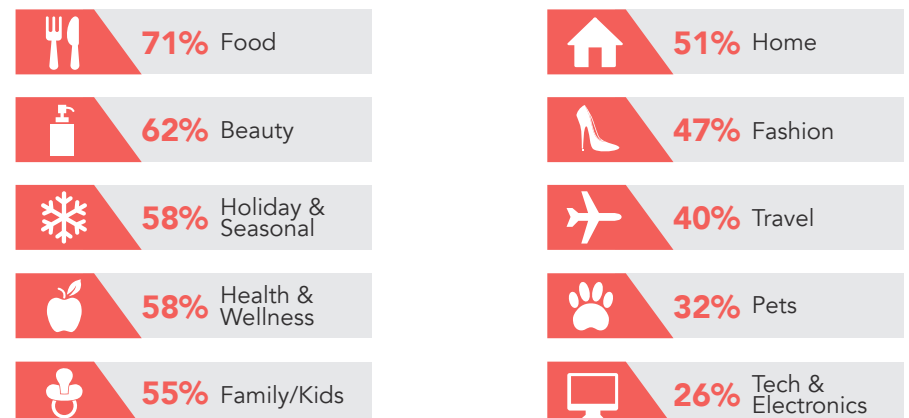 71% Food
62% Beauty
58% Holiday &
Seasonal
58% Health &
Wellness
55% Family/Kids
51% Home
47% Fashion
40% Travel
32% Pets
26% Tech &
Electronics